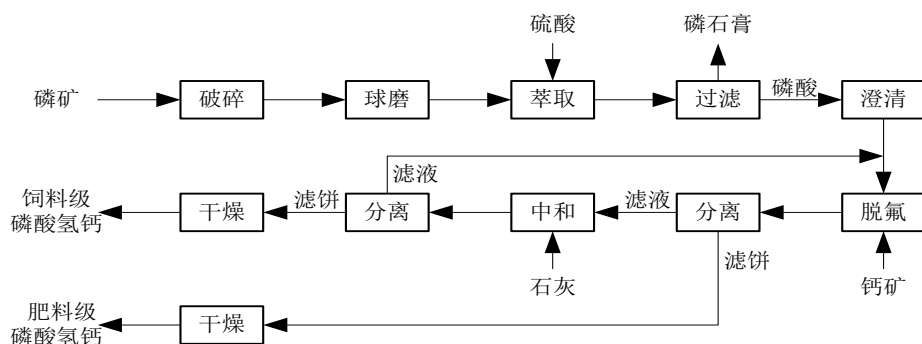 硫酸
磷石膏
磷矿
破碎
球磨
萃取
过滤
磷酸
澄清
滤液
饲料级
磷酸氢钙
干燥
滤饼
分离
中和
滤液
分离
脱氟
石灰
滤饼
钙矿
肥料级
磷酸氢钙
干燥